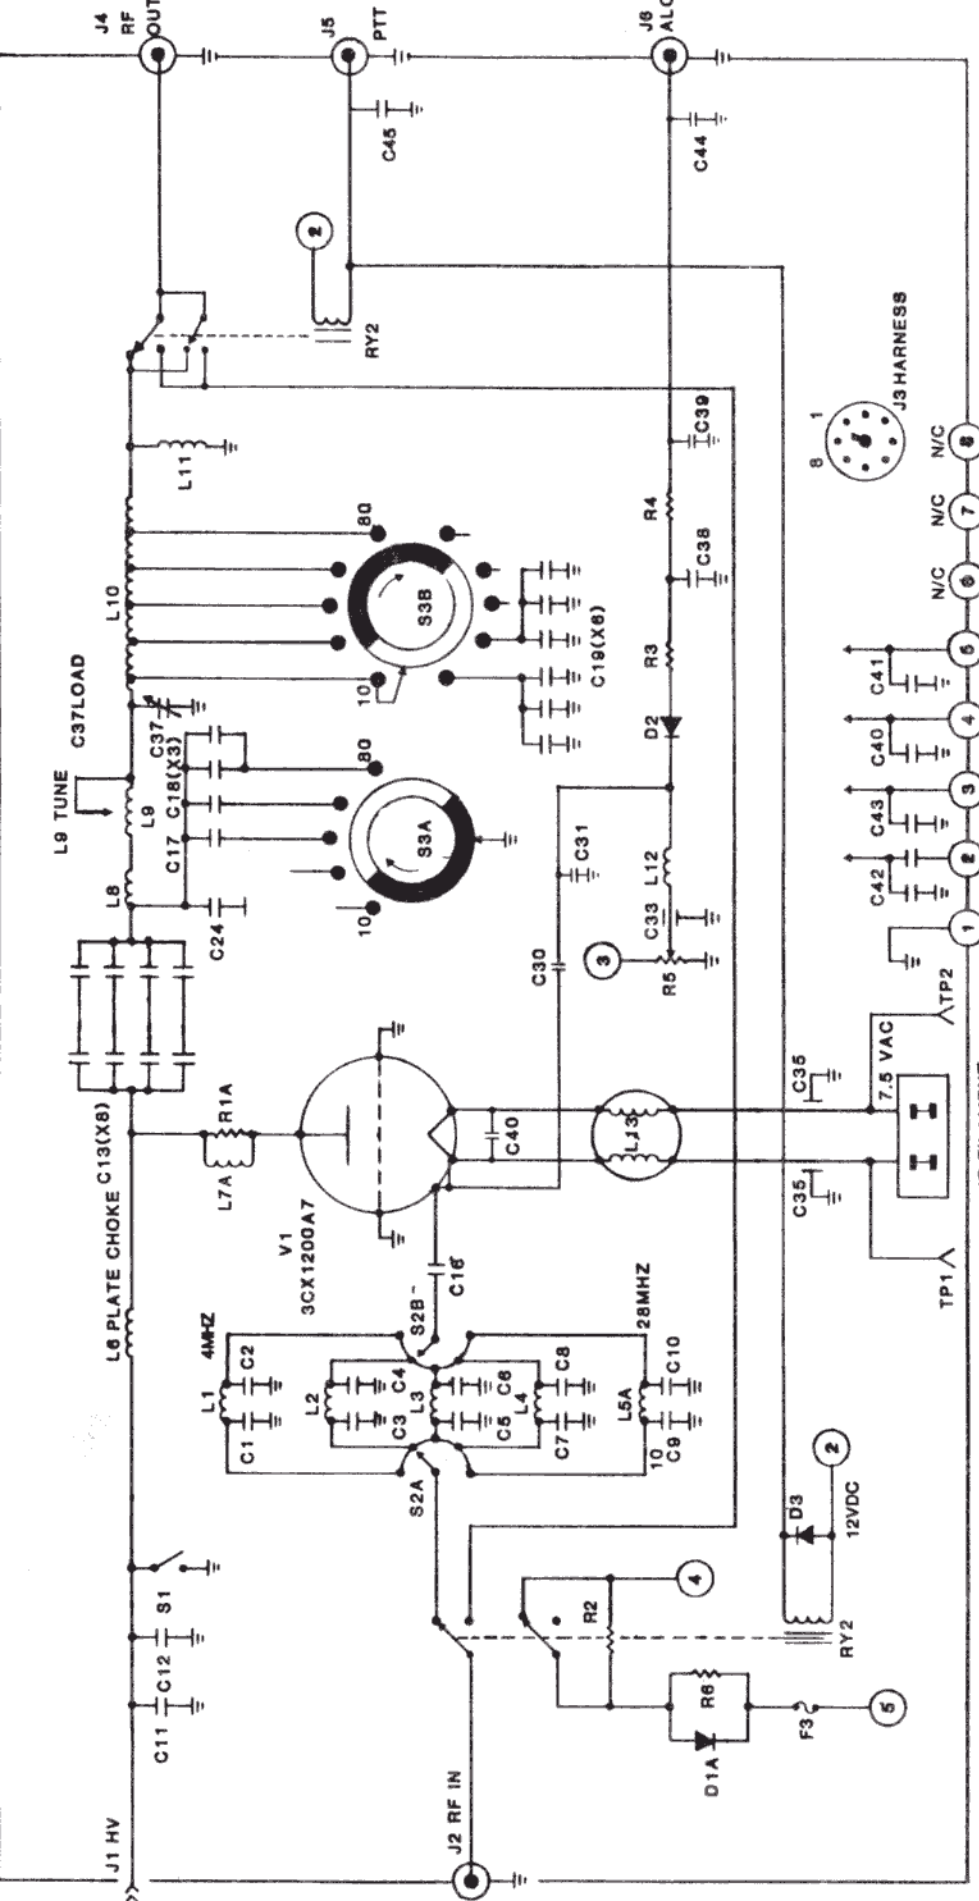 J1 HV
C11
C12
S1
L6 PLATE CHOKE
C13(X8)
L8
L9 TUNE
L9
C37LOAD
C37
C24
C17
C18(X3)
L10
L11
J4
RF
OUT
J5
PTT
C45
2
RY2
J6
C44
L7A
R1A
V1
3CX1200A7
10
80
S3A
10
80
S3B
C19(X6)
4MHZ
L1
C1
C2
L2
C3
C4
L3
C5
C6
L4
C7
C8
L5A
10
C9
C10
28MHZ
S2A
S2B
C16
C40
L13
C30
C31
3
R5
C33
L12
D2
R3
C38
R4
C39
J2 RF IN
R2
4
R6
D1A
F3
5
RY2
D3
12VDC
2
C35
C35
7.5 VAC
TP1
TP2
1
2
3
4
5
6
7
8
C42
C43
C40
C41
N/C
N/C
N/C
8
1
J3HARNESS